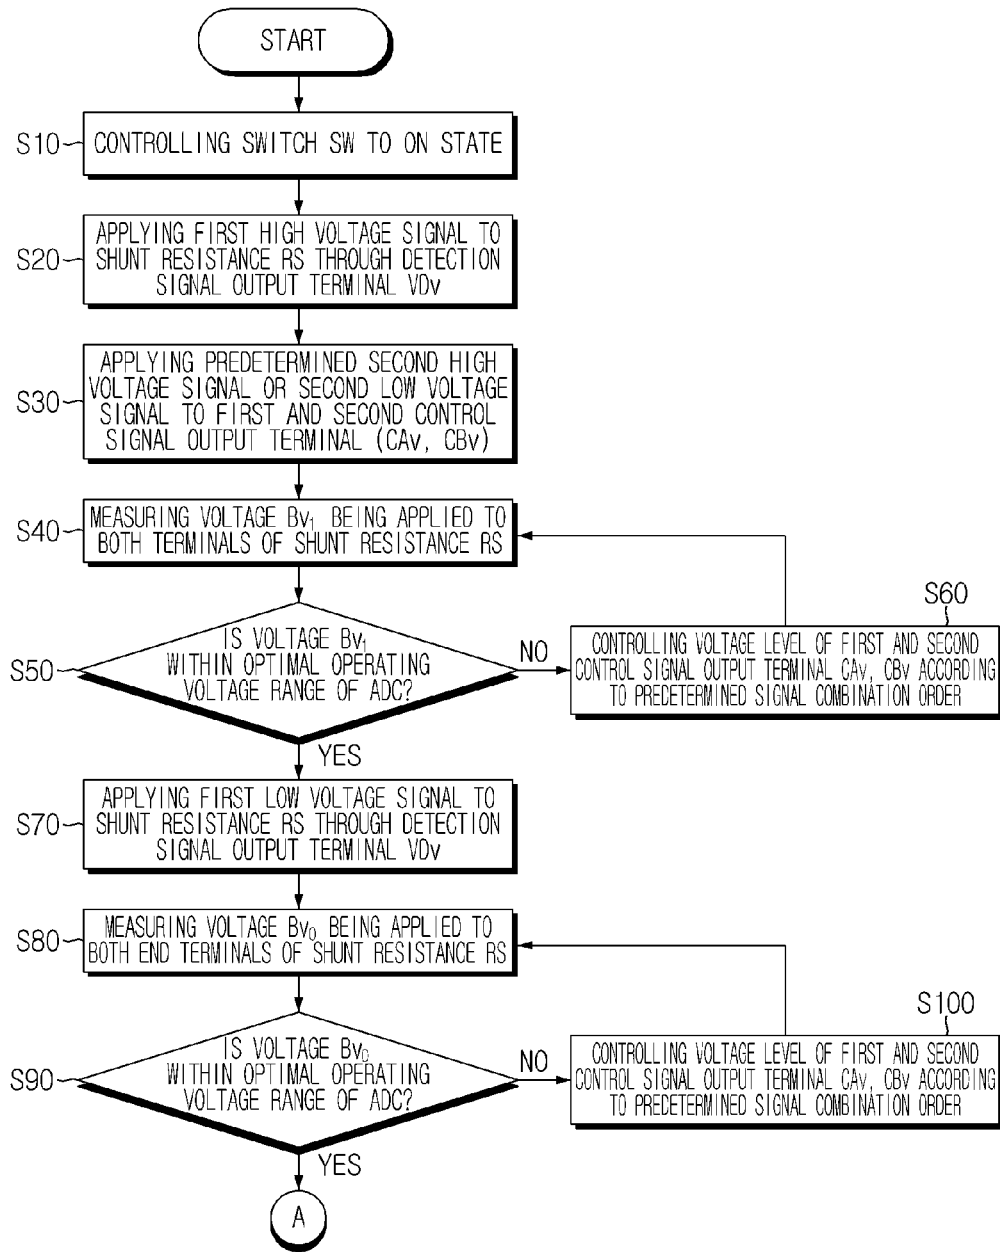 START
S10
CONTROLLING SWITCH SW TO ON STATE
S20
APPLYING FIRST HIGH VOLTAGE SIGNAL TO
SHUNT RESISTANCE RS THROUGH DETECTION
SIGNAL OUTPUT TERMINAL VDv
S30
APPLYING PREDETERMINED SECOND HIGH
VOLTAGE SIGNAL OR SECOND LOW VOLTAGE
SIGNAL TO FIRST AND SECOND CONTROL
SIGNAL OUTPUT TERMINAL (CAv, CBv)
S40
MEASURING VOLTAGE Bv₁ BEING APPLIED TO
BOTH TERMINALS OF SHUNT RESISTANCE RS
S50
IS VOLTAGE Bv₁
WITHIN OPTIMAL OPERATING
VOLTAGE RANGE OF ADC?
NO
S60
CONTROLLING VOLTAGE LEVEL OF FIRST AND SECOND
CONTROL SIGNAL OUTPUT TERMINAL CAv, CBv ACCORDING
TO PREDETERMINED SIGNAL COMBINATION ORDER
YES
S70
APPLYING FIRST LOW VOLTAGE SIGNAL TO
SHUNT RESISTANCE RS THROUGH DETECTION
SIGNAL OUTPUT TERMINAL VDv
S80
MEASURING VOLTAGE Bv₀ BEING APPLIED TO
BOTH END TERMINALS OF SHUNT RESISTANCE RS
S90
IS VOLTAGE Bv₀
WITHIN OPTIMAL OPERATING
VOLTAGE RANGE OF ADC?
NO
S100
CONTROLLING VOLTAGE LEVEL OF FIRST AND SECOND
CONTROL SIGNAL OUTPUT TERMINAL CAv, CBv ACCORDING
TO PREDETERMINED SIGNAL COMBINATION ORDER
YES
A